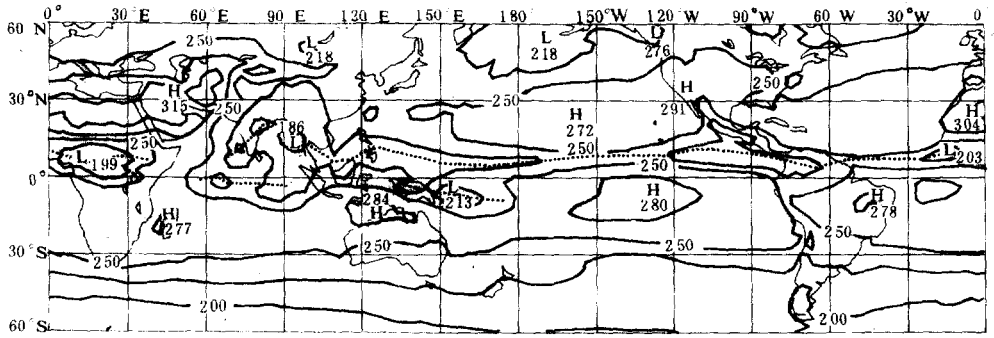 0° 30 E 60 E 90 E 130 E 150 E 180 150°W 120 W 90°W 60 W 30 W 0
60 N
250 L 218 L 218 L 276
H 315 250 H 291 250
30°N 250 H 272 H 304
186 250
250 L 199 L 250 L 203
0°
284 L 213 H 280 H 278
H 277 H
250 250 250
30°S 250
200 200
60°S